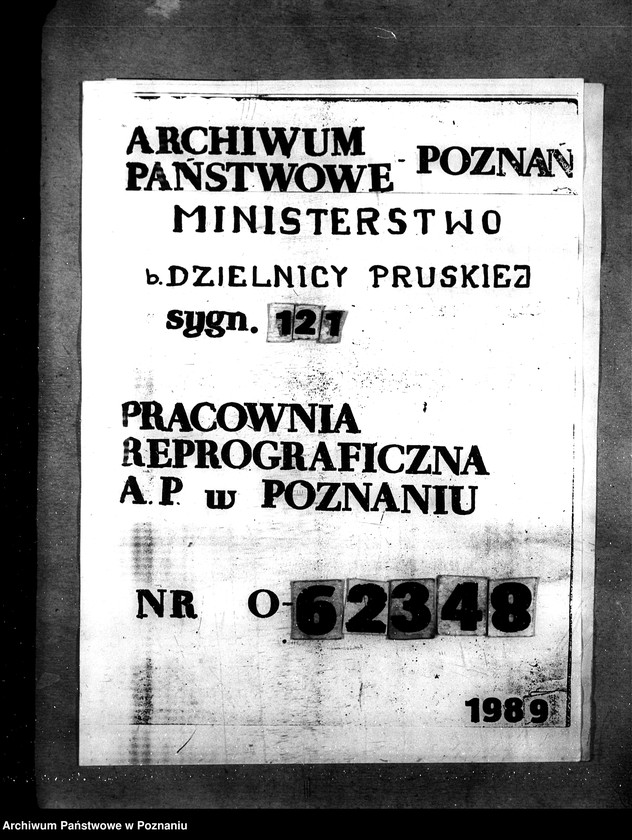 ARCHIWUM
PAŃSTWOWE - POZNAŃ
MINISTERSTWO
b. DZIELNICY PRUSKIEJ
sygn. 121
PRACOWNIA
REPROGRAFICZNA
A. P. w POZNANIU
NR O-62348
1989
Archiwum Państwowe w Poznaniu